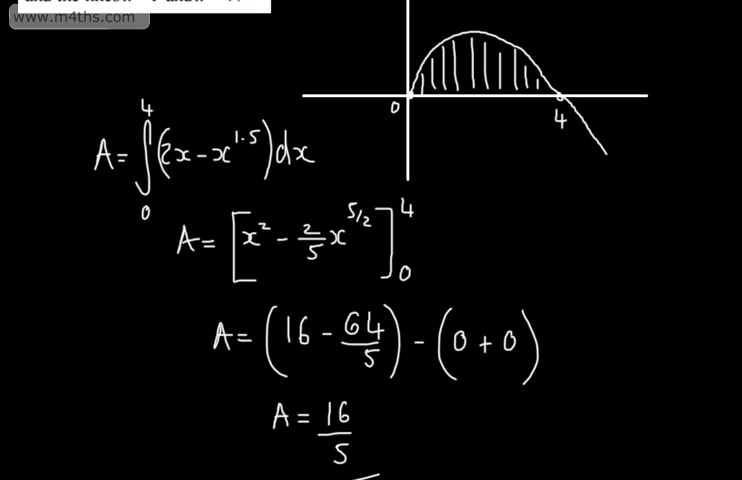 www.m4ths.com
0
4
A = ∫₀⁴ (2x - x^1.5) dx
A = [x² - 2/5 x^5/2]₀⁴
A = (16 - 64/5) - (0 + 0)
A = 16/5